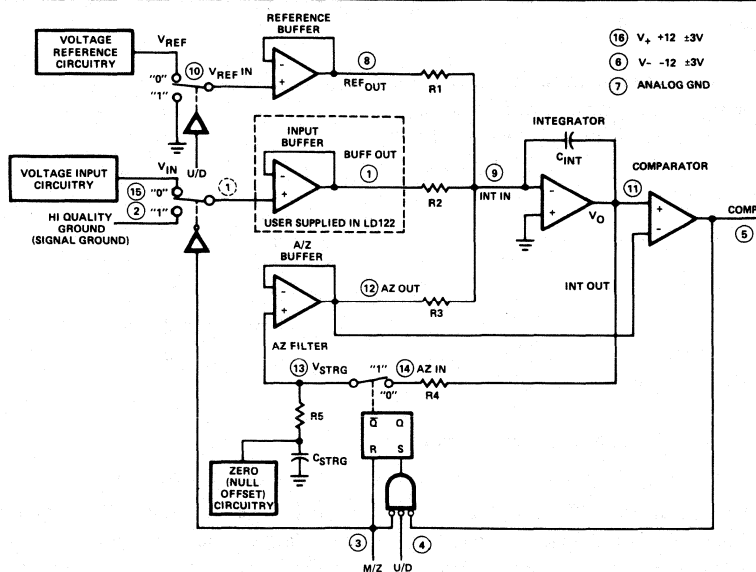 REFERENCE
BUFFER
VOLTAGE
REFERENCE
CIRCUITRY
VREF
"0"
"1"
10
VREF IN
-
+
8
REFOUT
R1
16 V+ +12 ±3V
6 V- -12 ±3V
7 ANALOG GND
VOLTAGE INPUT
CIRCUITRY
VIN
U/D
15 "0"
2 "1"
HI QUALITY
GROUND
(SIGNAL GROUND)
1
INPUT
BUFFER
-
+
BUFF OUT
1
R2
USER SUPPLIED IN LD122
9
INT IN
INTEGRATOR
CINT
-
+
VO
11
COMPARATOR
+
-
COMP
5
INT OUT
A/Z
BUFFER
-
+
12 AZ OUT
R3
AZ FILTER
13 VSTRG
"1"
"0"
14 AZ IN
R4
R5
CSTRG
ZERO
(NULL
OFFSET)
CIRCUITRY
Q̅ Q
R S
3
4
M/Z U/D